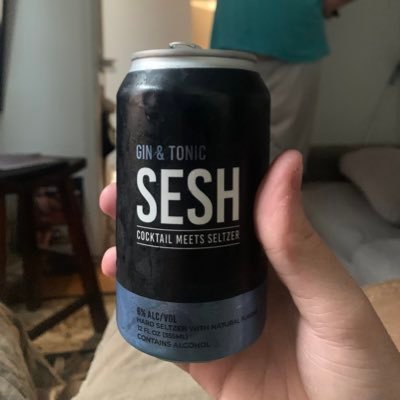 GIN & TONIC
SESH
COCKTAIL MEETS SELTZER
6% ALC/VOL
HARD SELTZER WITH NATURAL FLAVORS
12 FL OZ (355ML)
CONTAINS ALCOHOL